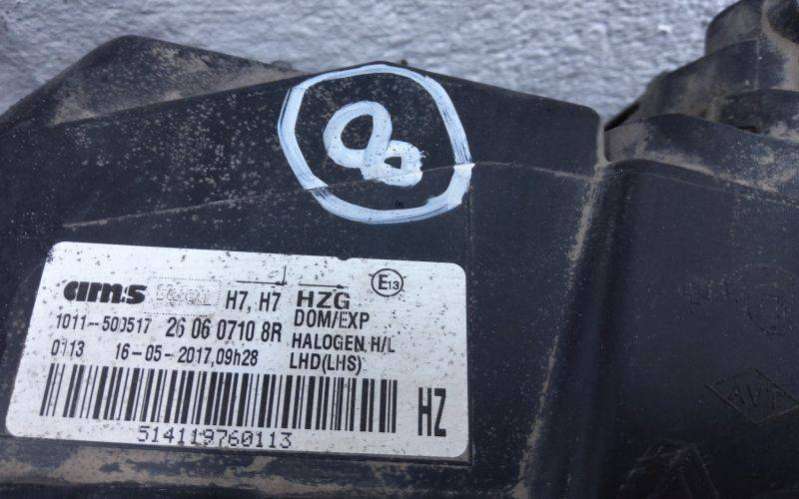 8
aims H7, H7 HZG E13
1011-500517 26 06 0710 8R DOM/EXP
HALOGEN H/L
0113 16-05-2017,09h28 LHD(LHS)
HZ
514119760113